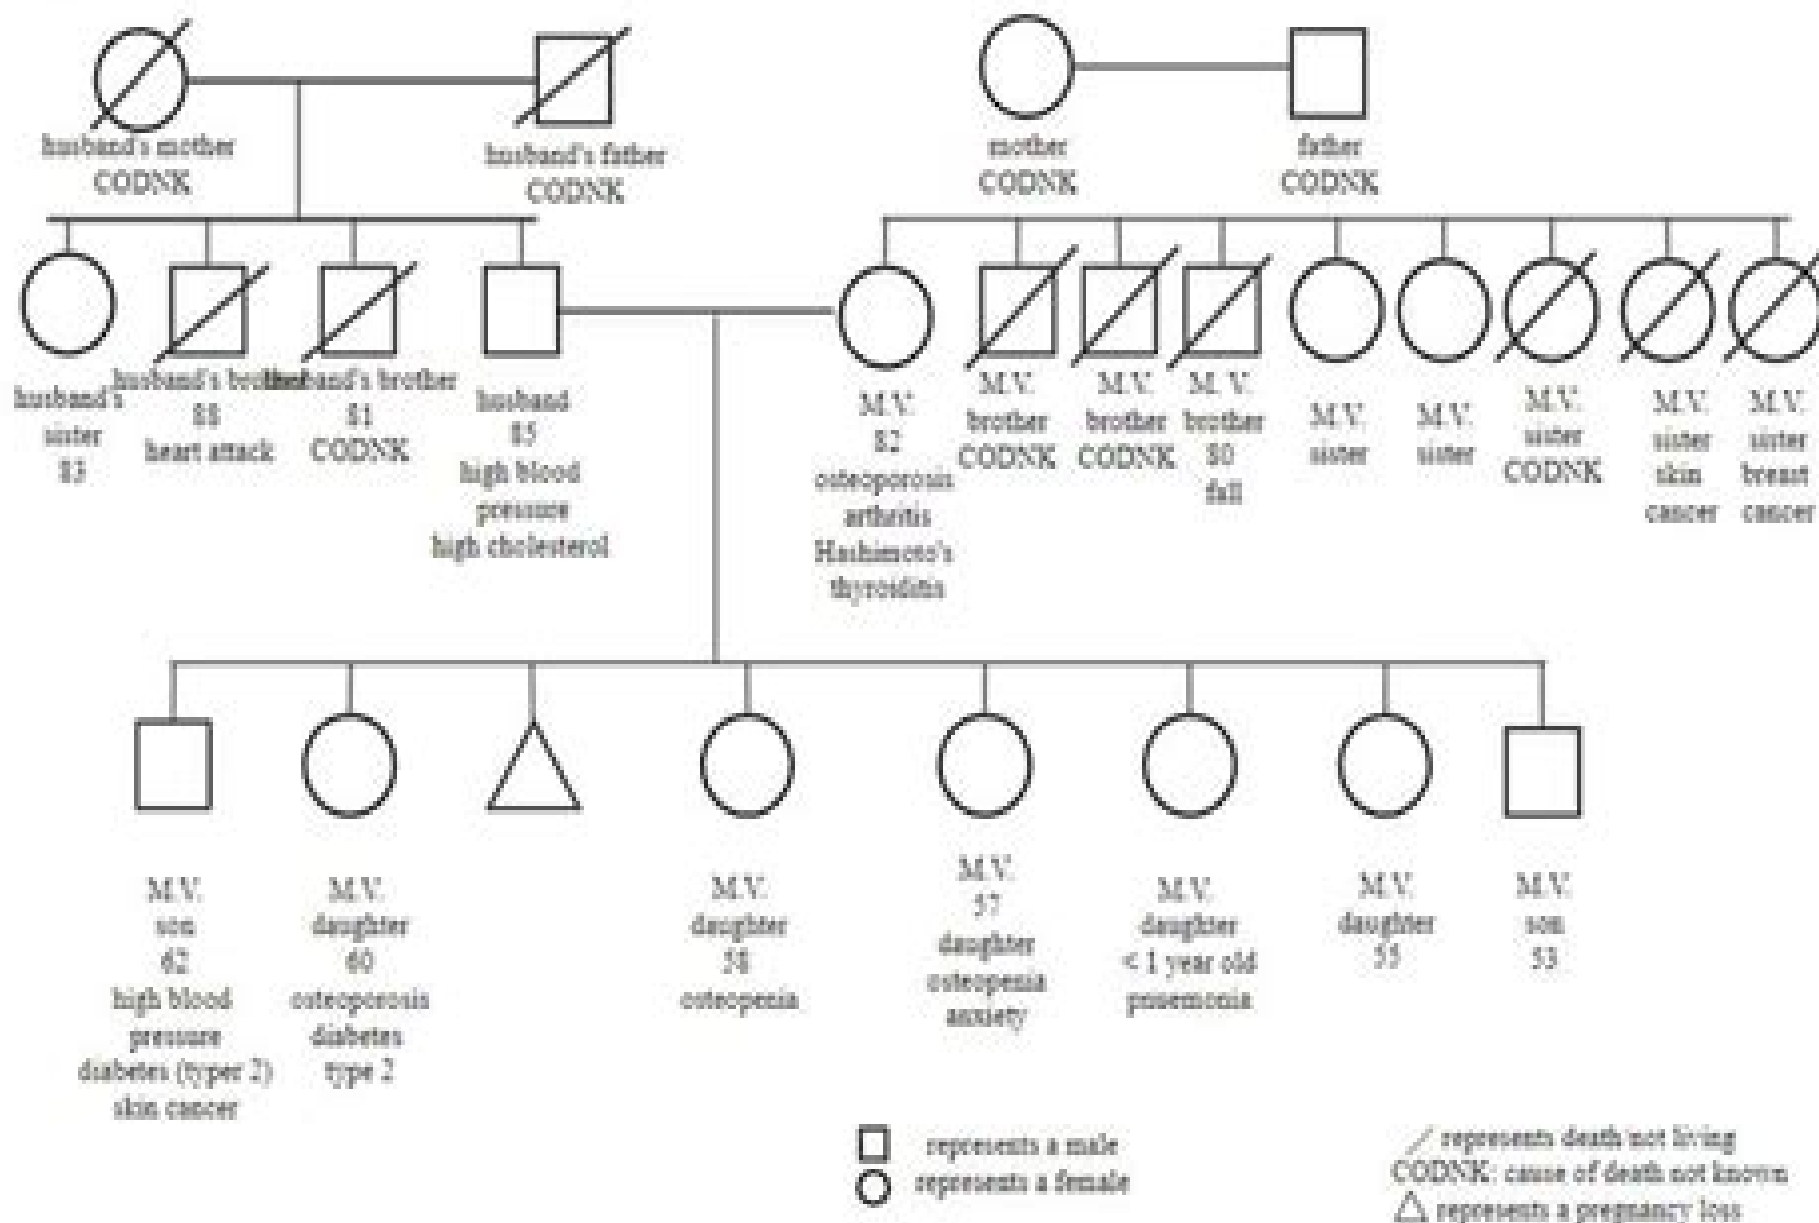 husband's mother
CODNK
husband's father
CODNK
mother
CODNK
father
CODNK
husband's
sister
83
husband's brother
88
heart attack
husband's brother
81
CODNK
husband
85
high blood
pressure
high cholesterol
M.V.
82
osteoporosis
arthritis
Hashimoto's
thyroiditis
M.V.
brother
CODNK
M.V.
brother
CODNK
M. V.
brother
80
fall
M.V.
sister
M.V.
sister
M.V.
sister
CODNK
M.V.
sister
skin
cancer
M.V.
sister
breast
cancer
M.V.
son
62
high blood
pressure
diabetes (typer 2)
skin cancer
M.V.
daughter
60
osteoporosis
diabetes
type 2
M.V.
daughter
58
osteopenia
M.V.
57
daughter
osteopenia
anxiety
M.V.
daughter
< 1 year old
pnuemonia
M.V.
daughter
55
M.V.
son
53
represents a male
represents a female
represents death/not living
CODNK: cause of death not known
represents a pregnancy loss